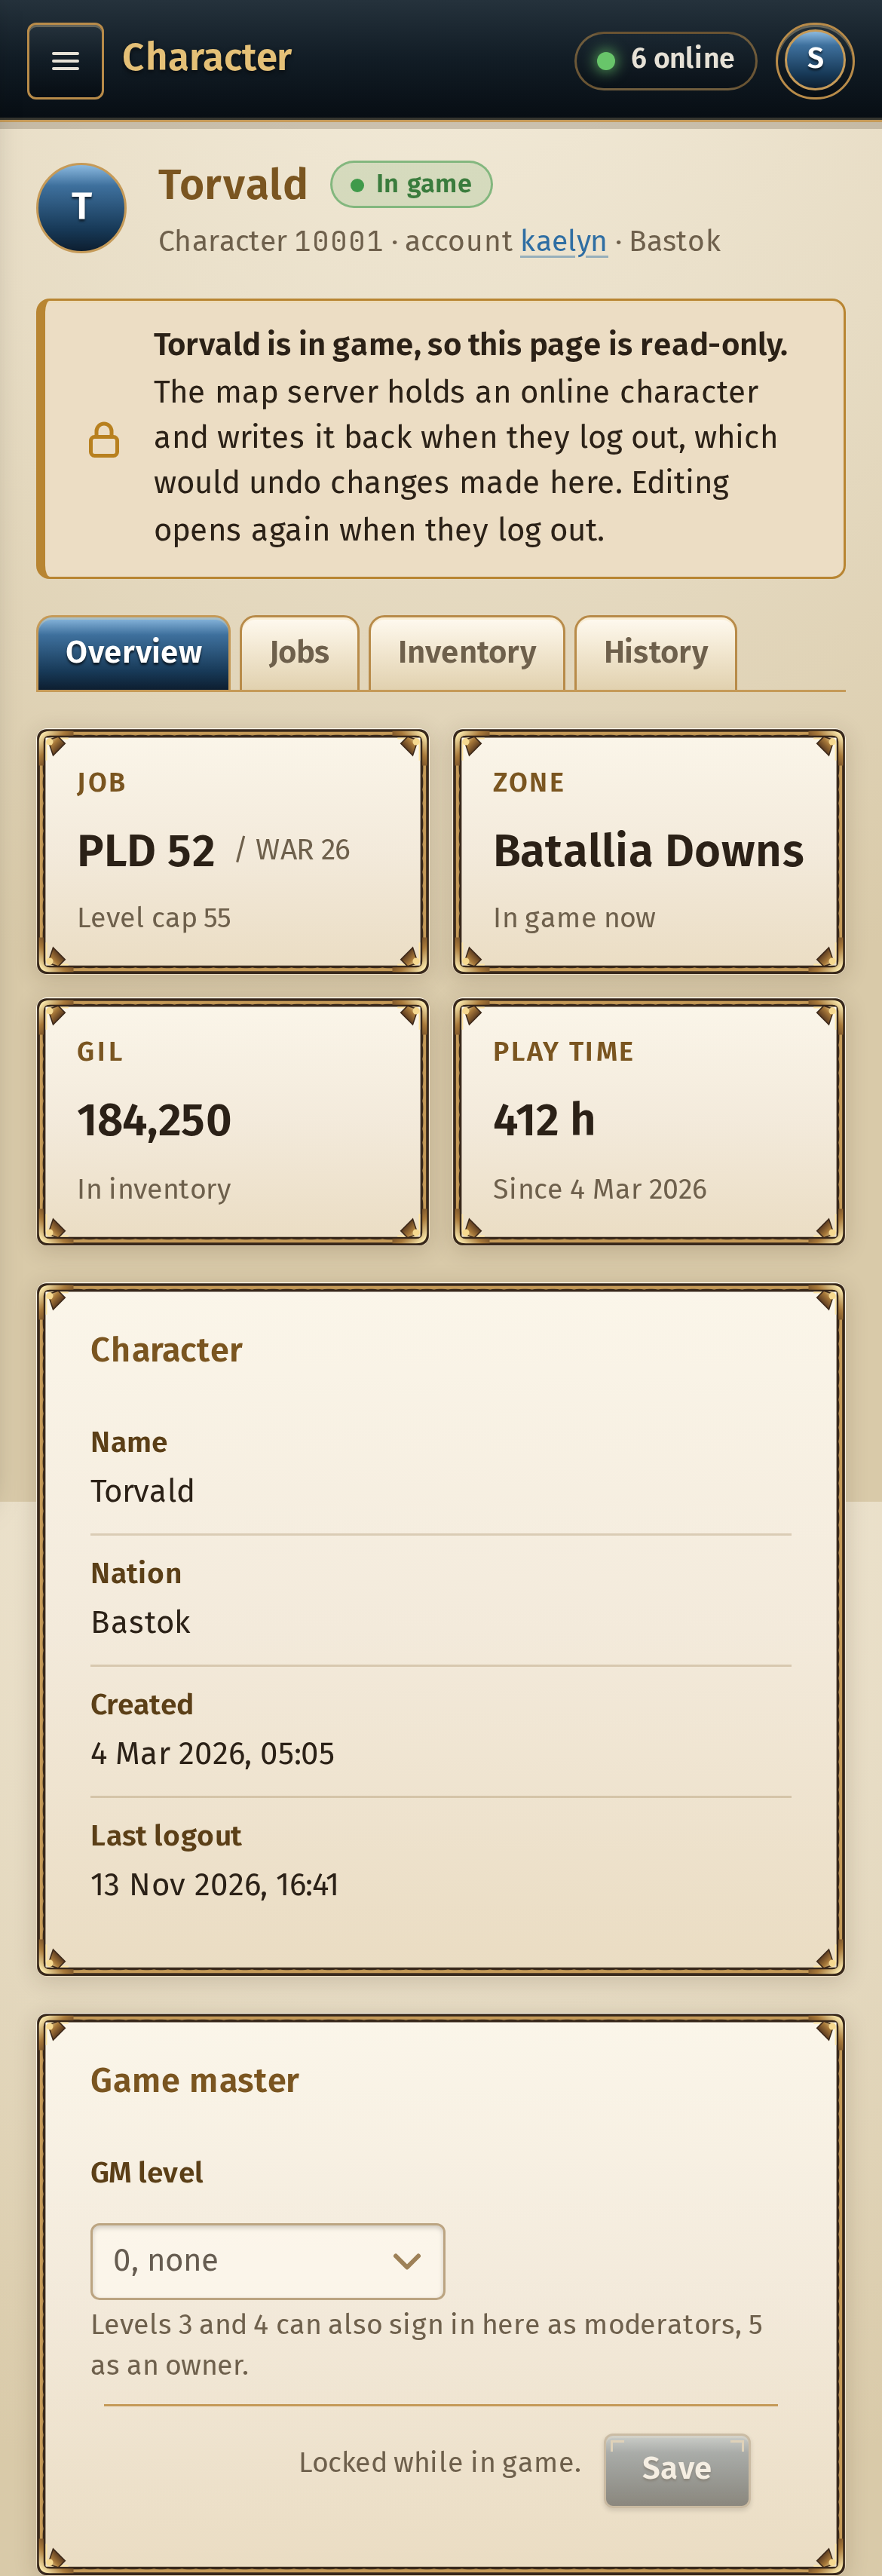 Character
6 online
S
T
Torvald
In game
Character 10001 · account kaelyn · Bastok
Torvald is in game, so this page is read-only.
The map server holds an online character
and writes it back when they log out, which
would undo changes made here. Editing
opens again when they log out.
Overview
Jobs
Inventory
History
JOB
PLD 52 / WAR 26
Level cap 55
ZONE
Batallia Downs
In game now
GIL
184,250
In inventory
PLAY TIME
412 h
Since 4 Mar 2026
Character
Name
Torvald
Nation
Bastok
Created
4 Mar 2026, 05:05
Last logout
13 Nov 2026, 16:41
Game master
GM level
0, none
Levels 3 and 4 can also sign in here as moderators, 5
as an owner.
Locked while in game.
Save